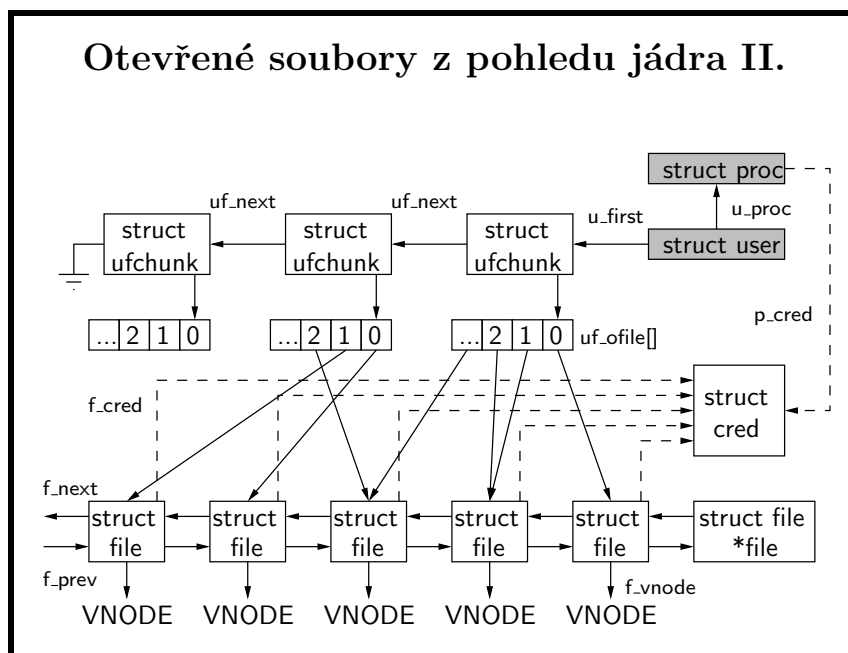 Otevřené soubory z pohledu jádra II.
struct proc
uf_next
uf_next
u_first
u_proc
struct
ufchunk
struct
ufchunk
struct
ufchunk
struct user
p_cred
... 2 1 0
... 2 1 0
... 2 1 0
uf_ofile[]
f_cred
struct
cred
f_next
struct
file
struct
file
struct
file
struct
file
struct
file
struct file
*file
f_prev
f_vnode
VNODE
VNODE
VNODE
VNODE
VNODE